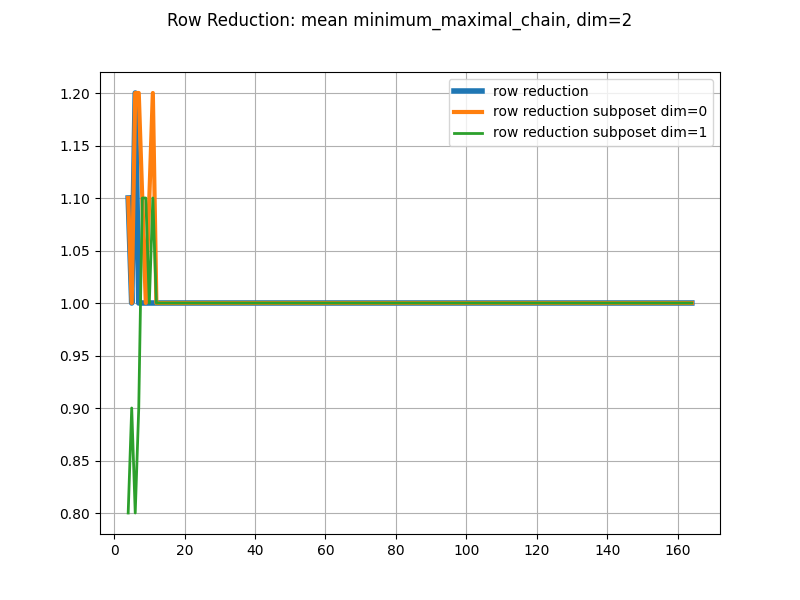 Row Reduction: mean minimum_maximal_chain, dim=2
row reduction
row reduction subposet dim=0
row reduction subposet dim=1
1.20
1.15
1.10
1.05
1.00
0.95
0.90
0.85
0.80
0 20 40 60 80 100 120 140 160